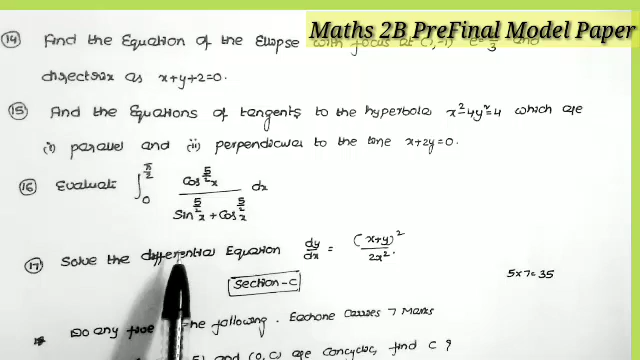 Maths 2B PreFinal Model Paper
(14) Find the Equation of the Ellipse with focus at (1,-1) e=2/3 and
directrix as x+y+2=0.
(15) Find the Equations of tangents to the hyperbola x²-4y²=4 which are
(i) parallel and (ii) perpendicular to the line x+2y=0.
(16) Evaluate ∫₀^(π/2) Cos^(5/2)x / (Sin^(5/2)x + Cos^(5/2)x) dx
(17) Solve the differential Equation dy/dx = (x+y)²/2x².
Section-C
5x7=35
* Do any five the following. Each one Carries 7 Marks
and (0,c) are concyclic, find C ?